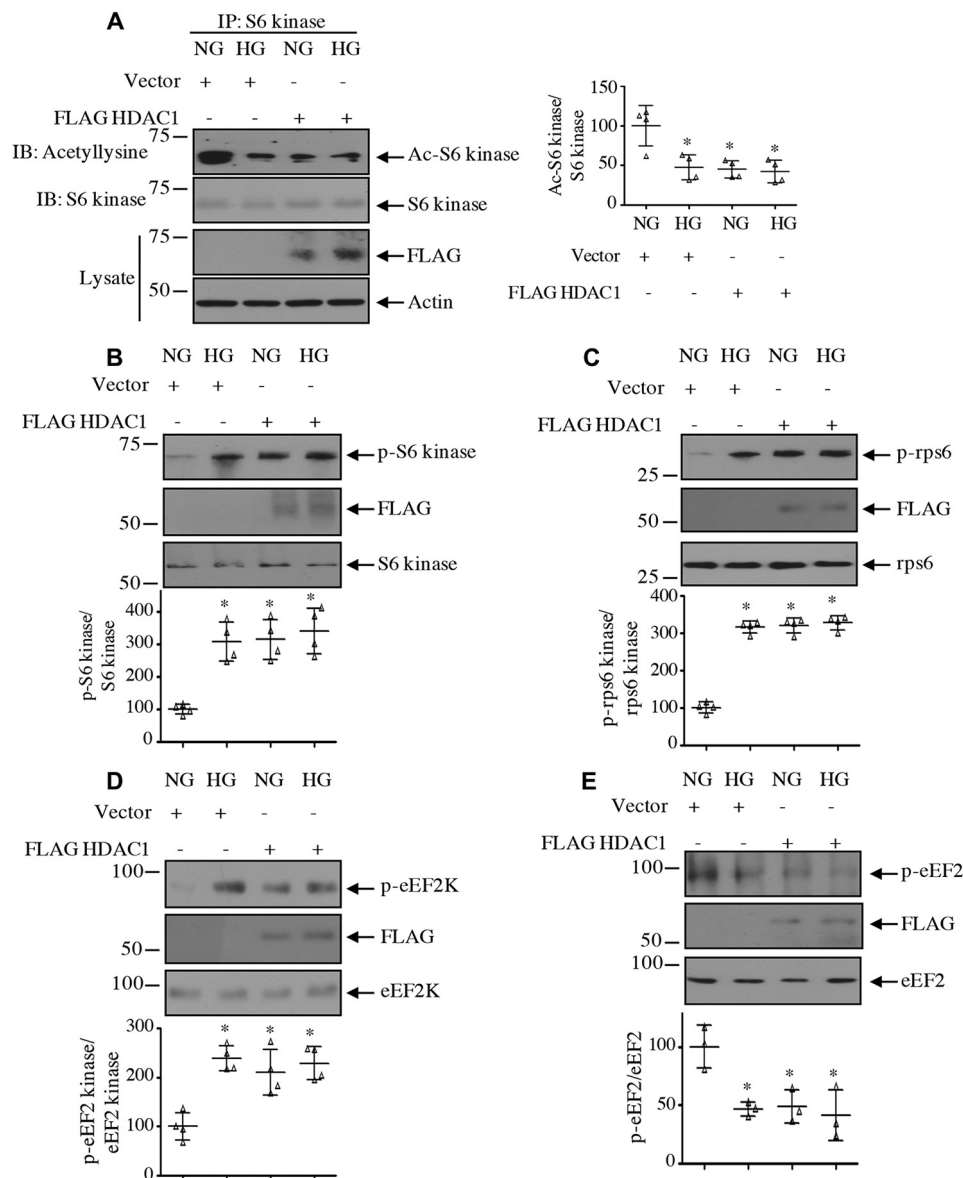 A
IP: S6 kinase
NG HG NG HG
Vector + + - -
FLAG HDAC1 - - + +
75
IB: Acetyllysine
Ac-S6 kinase
75
IB: S6 kinase
S6 kinase
75
Lysate
FLAG
50
Actin
Ac-S6 kinase/
S6 kinase
150
100
50
0
NG HG NG HG
Vector + + - -
FLAG HDAC1 - - + +
B
NG HG NG HG
Vector + + - -
FLAG HDAC1 - - + +
75
p-S6 kinase
FLAG
50
S6 kinase
50
p-S6 kinase/
S6 kinase
400
300
200
100
0
* * *
C
NG HG NG HG
Vector + + - -
FLAG HDAC1 - - + +
p-rps6
25
FLAG
50
rps6
25
p-rps6 kinase/
rps6 kinase
400
300
200
100
0
* * *
D
NG HG NG HG
Vector + + - -
FLAG HDAC1 - - + +
100
p-eEF2K
FLAG
50
100
eEF2K
p-eEF2 kinase/
eEF2 kinase
300
200
100
0
* * *
E
NG HG NG HG
Vector + + - -
FLAG HDAC1 - - + +
100
p-eEF2
FLAG
50
100
eEF2
p-eEF2/eEF2
100
50
0
* * *